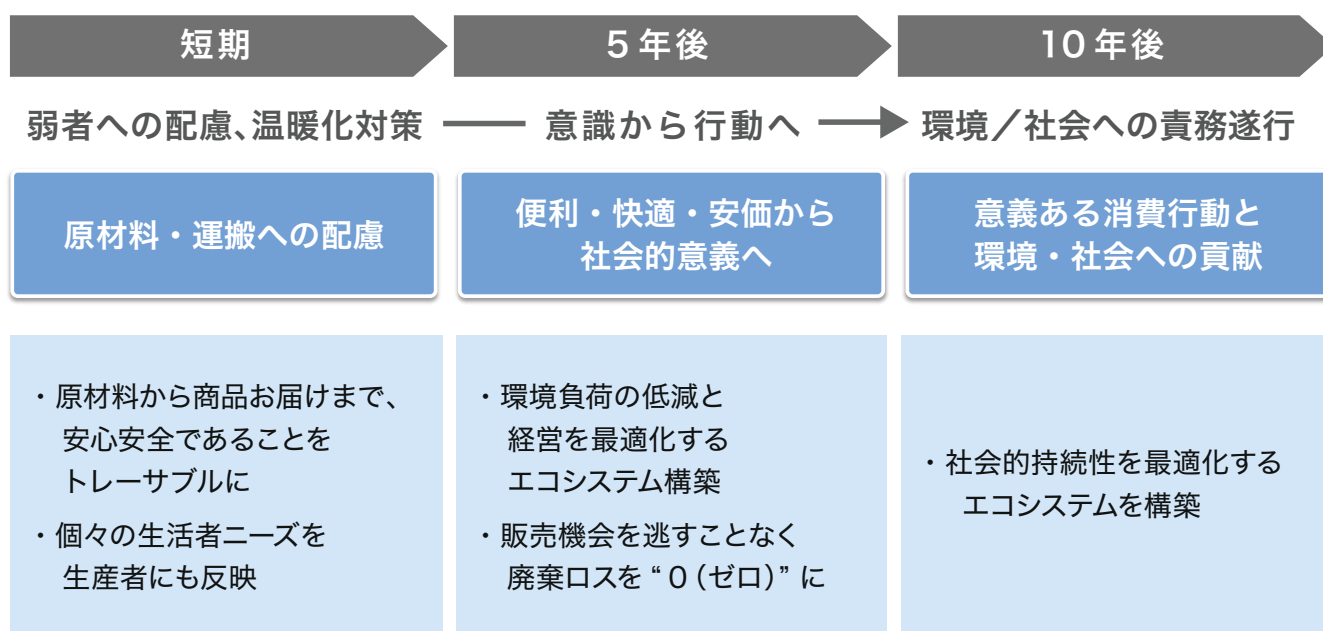 短期
5年後
10年後
弱者への配慮、温暖化対策
意識から行動へ
環境／社会への責務遂行
原材料・運搬への配慮
便利・快適・安価から
社会的意義へ
意義ある消費行動と
環境・社会への貢献
・原材料から商品お届けまで、
安心安全であることを
トレーサブルに
・個々の生活者ニーズを
生産者にも反映
・環境負荷の低減と
経営を最適化する
エコシステム構築
・販売機会を逃すことなく
廃棄ロスを“0（ゼロ）”に
・社会的持続性を最適化する
エコシステムを構築